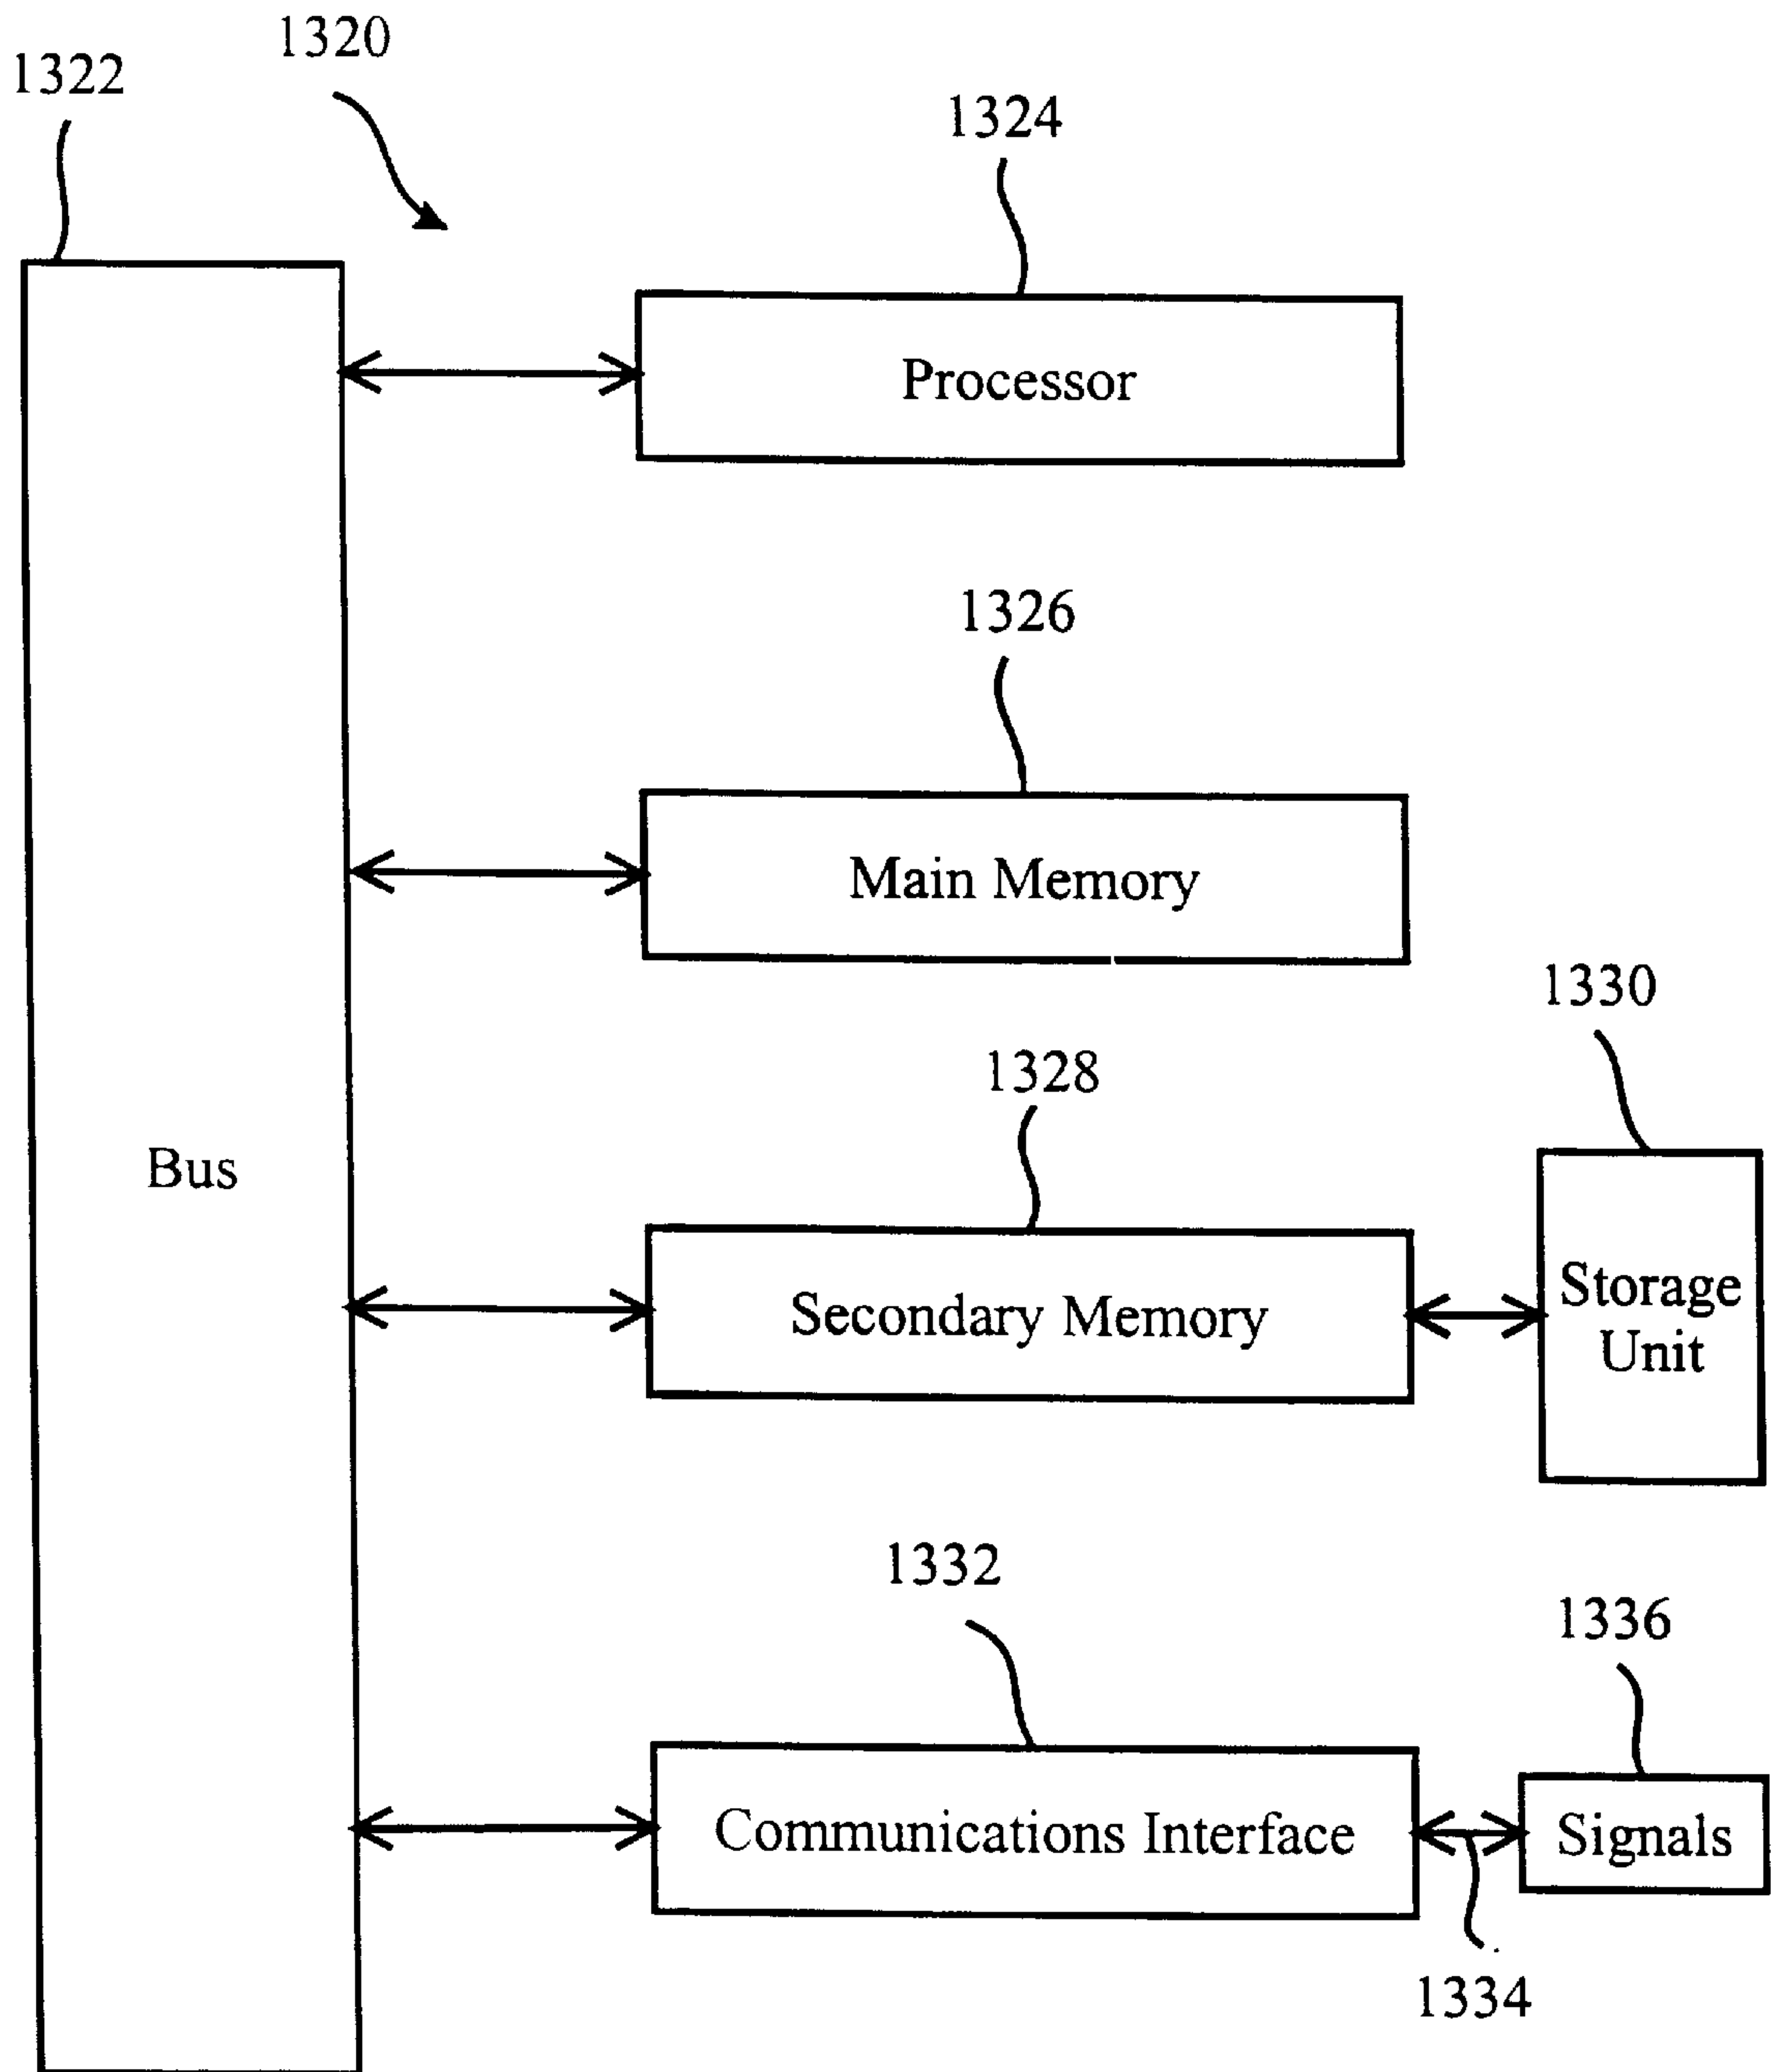 1320
1322
1324
Processor
1326
Main Memory
1330
1328
Bus
Storage
Unit
Secondary Memory
1332
1336
Communications Interface
Signals
1334